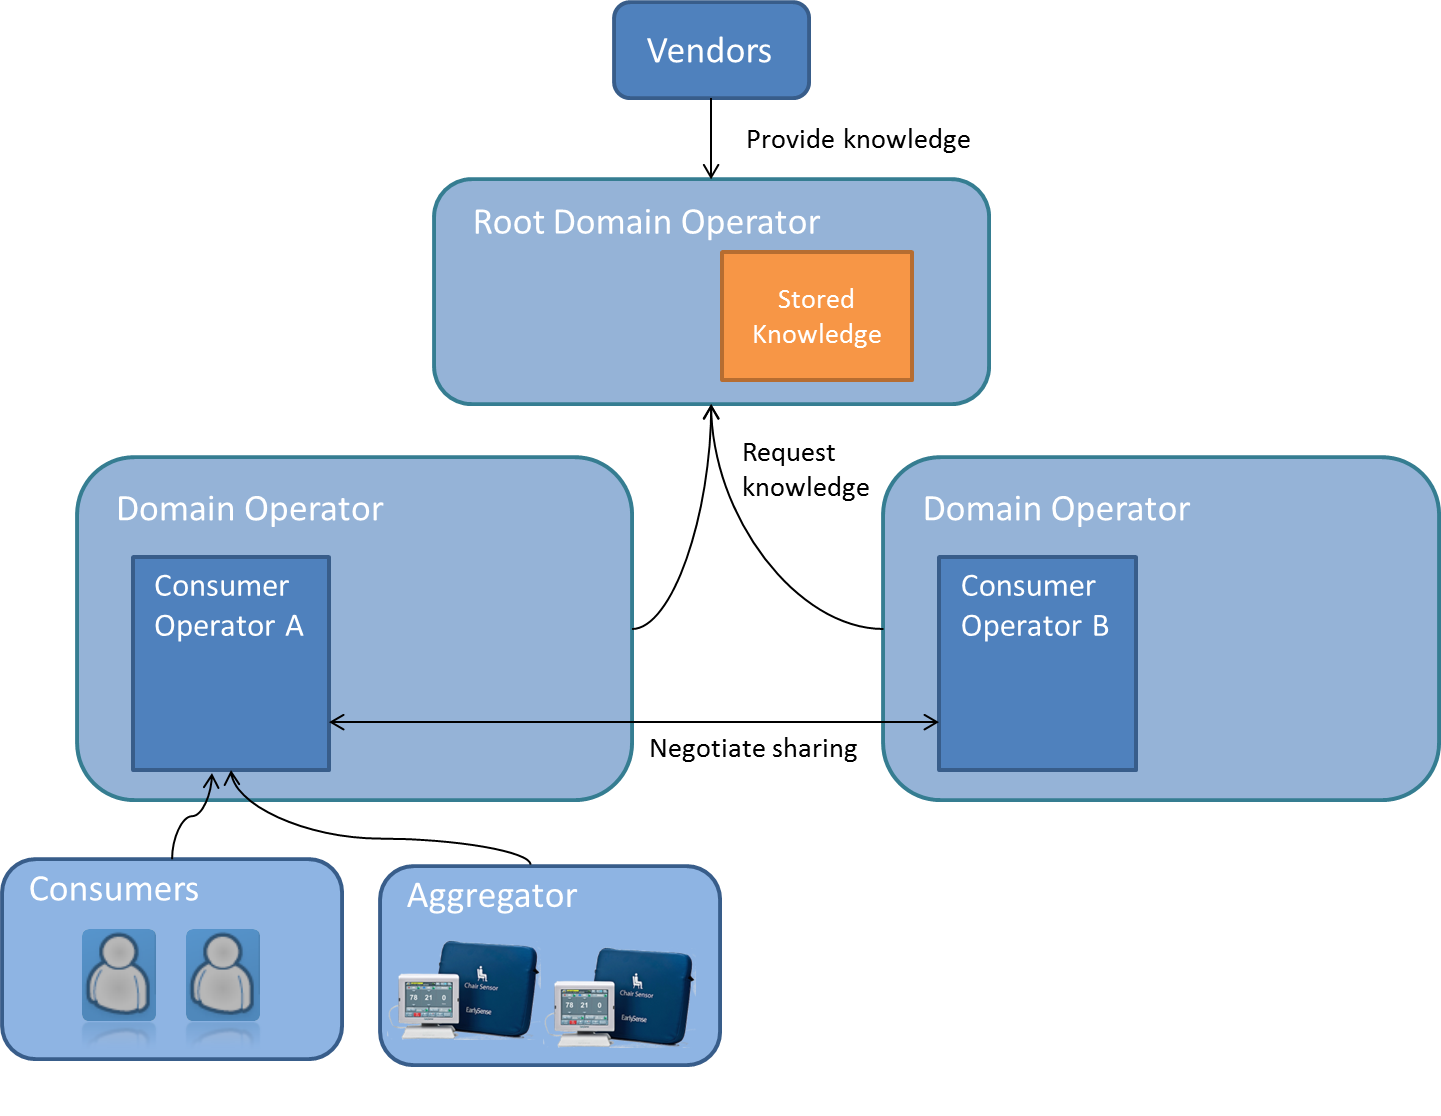 Vendors
Provide knowledge
Root Domain Operator
Stored
Knowledge
Request
knowledge
Domain Operator
Consumer
Operator A
Domain Operator
Consumer
Operator B
Negotiate sharing
Consumers
Aggregator
Chair Sensor
EarlySense
78 21 0
Chair Sensor
EarlySense
78 21 0